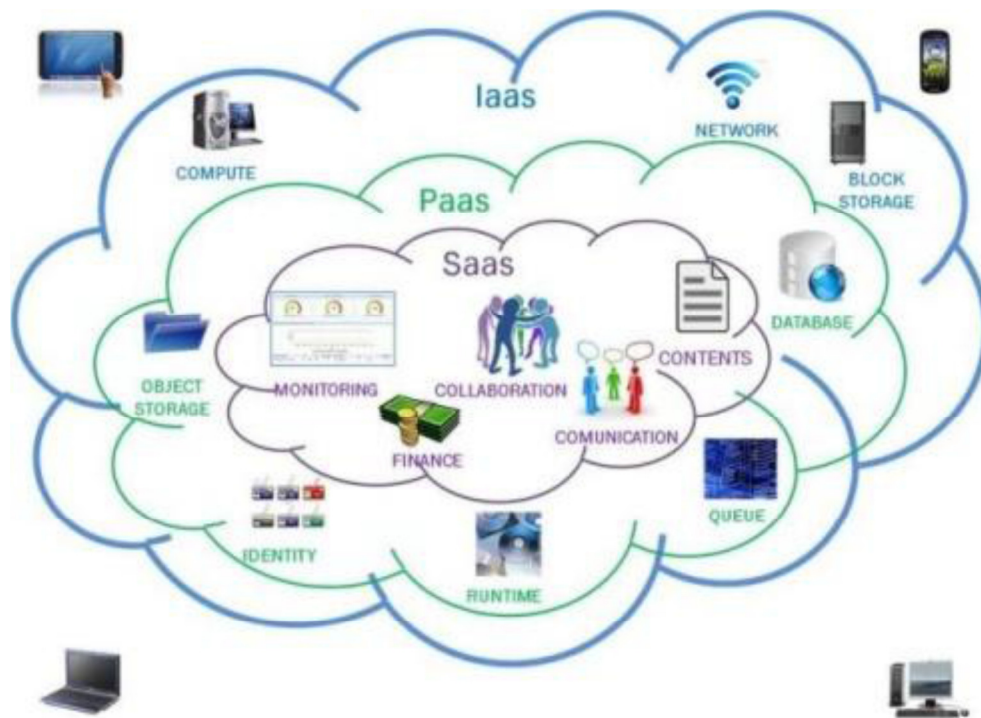 Iaas
NETWORK
COMPUTE
BLOCK
STORAGE
Paas
Saas
DATABASE
CONTENTS
MONITORING
COLLABORATION
OBJECT
STORAGE
COMUNICATION
FINANCE
QUEUE
IDENTITY
RUNTIME